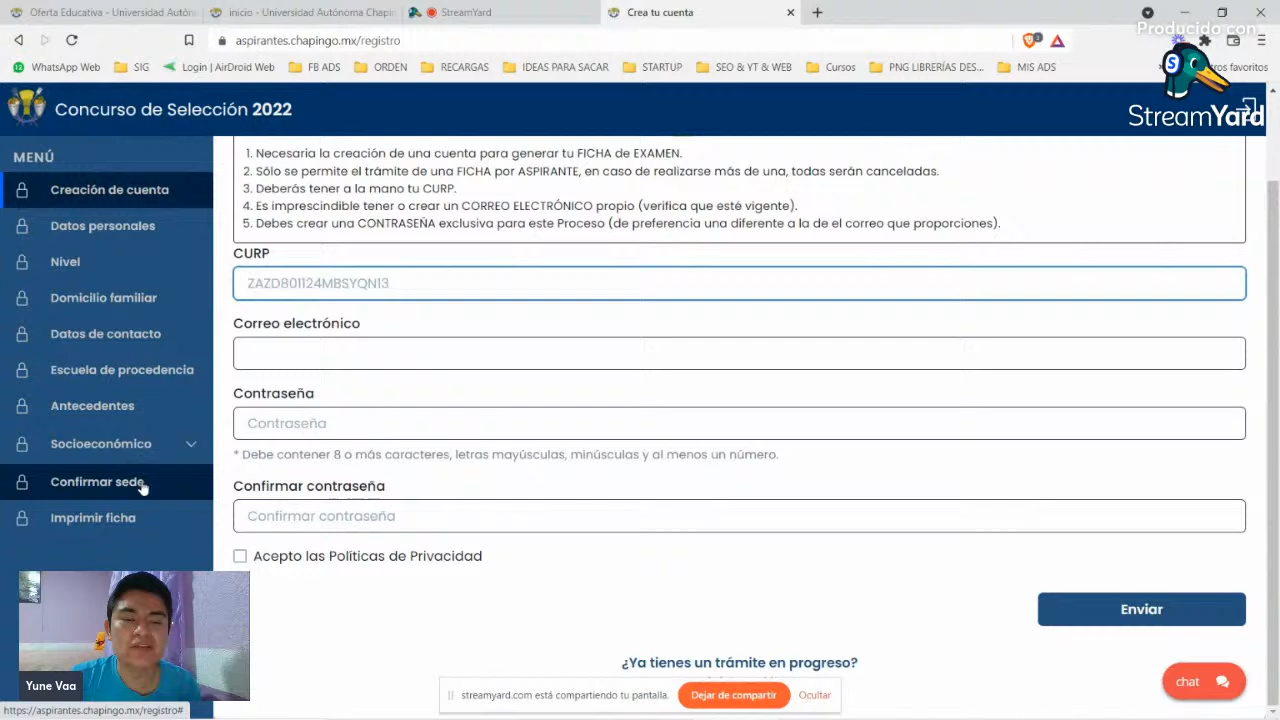 Oferta Educativa - Universidad Autónom
inicio - Universidad Autónoma Chapin
StreamYard
Crea tu cuenta
Producido con
aspirantes.chapingo.mx/registro
WhatsApp Web
SIG
Login | AirDroid Web
FB ADS
ORDEN
RECARGAS
IDEAS PARA SACAR
STARTUP
SEO & YT & WEB
Cursos
PNG LIBRERÍAS DES...
MIS ADS
otros favoritos
Concurso de Selección 2022
StreamYard
MENÚ
Creación de cuenta
Datos personales
Nivel
Domicilio familiar
Datos de contacto
Escuela de procedencia
Antecedentes
Socioeconómico
Confirmar sede
Imprimir ficha
1. Necesaria la creación de una cuenta para generar tu FICHA de EXAMEN.
2. Sólo se permite el trámite de una FICHA por ASPIRANTE, en caso de realizarse más de una, todas serán canceladas.
3. Deberás tener a la mano tu CURP.
4. Es imprescindible tener o crear un CORREO ELECTRÓNICO propio (verifica que esté vigente).
5. Debes crear una CONTRASEÑA exclusiva para este Proceso (de preferencia una diferente a la de el correo que proporciones).
CURP
ZAZD801124MBSYQN13
Correo electrónico
Contraseña
Contraseña
* Debe contener 8 o más caracteres, letras mayúsculas, minúsculas y al menos un número.
Confirmar contraseña
Confirmar contraseña
Acepto las Políticas de Privacidad
Enviar
¿Ya tienes un trámite en progreso?
streamyard.com está compartiendo tu pantalla.
Dejar de compartir
Ocultar
chat
Yune Vaa
https://aspirantes.chapingo.mx/registro#